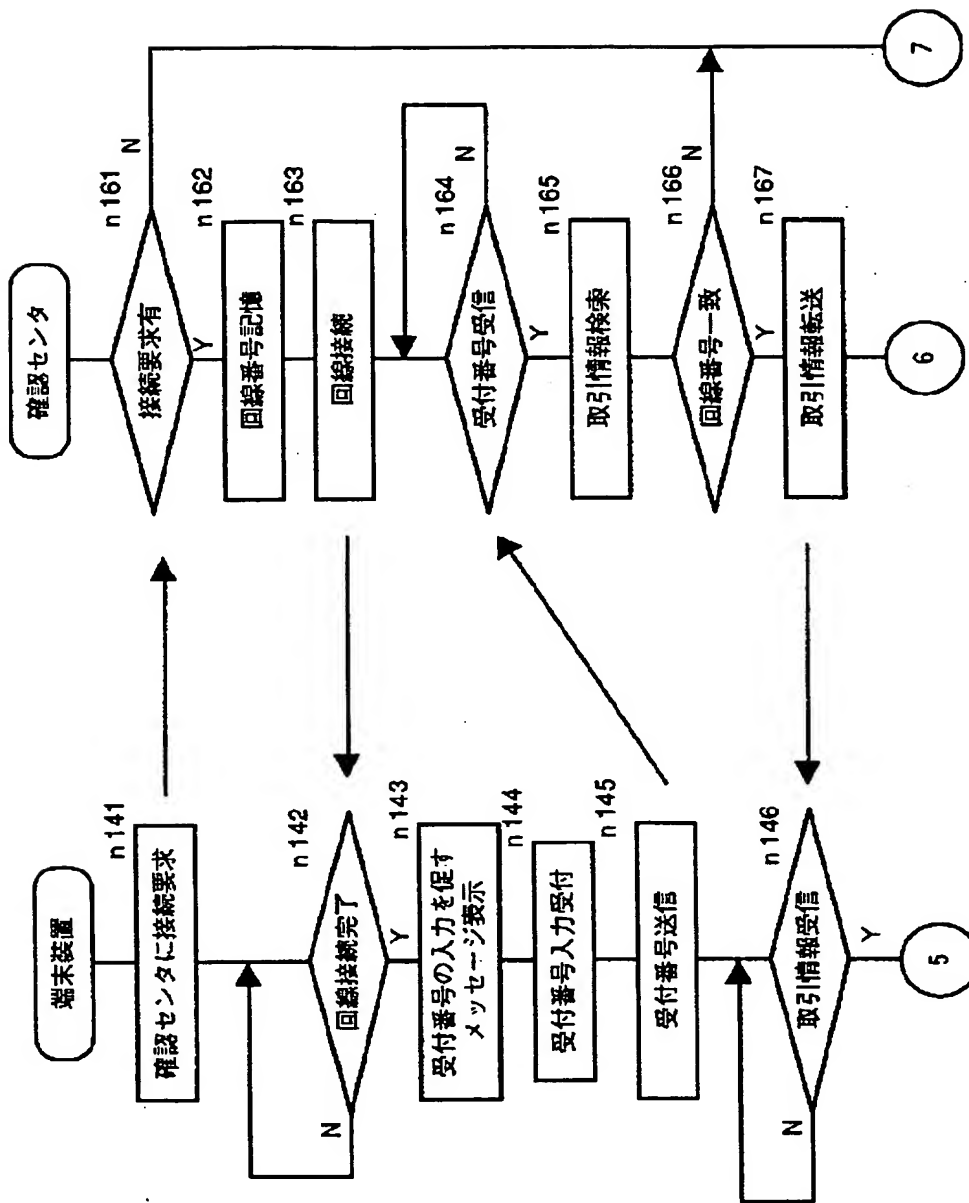 端末装置
n141
確認センタに接続要求
n142
回線接続完了
N
Y
n143
受付番号の入力を促す
メッセージ表示
n144
受付番号入力受付
n145
受付番号送信
n146
取引情報受信
N
Y
5
確認センタ
n161
接続要求有
N
Y
n162
回線番号記憶
n163
回線接続
n164
受付番号受信
N
Y
n165
取引情報検索
n166
回線番号一致
N
Y
n167
取引情報転送
6
7